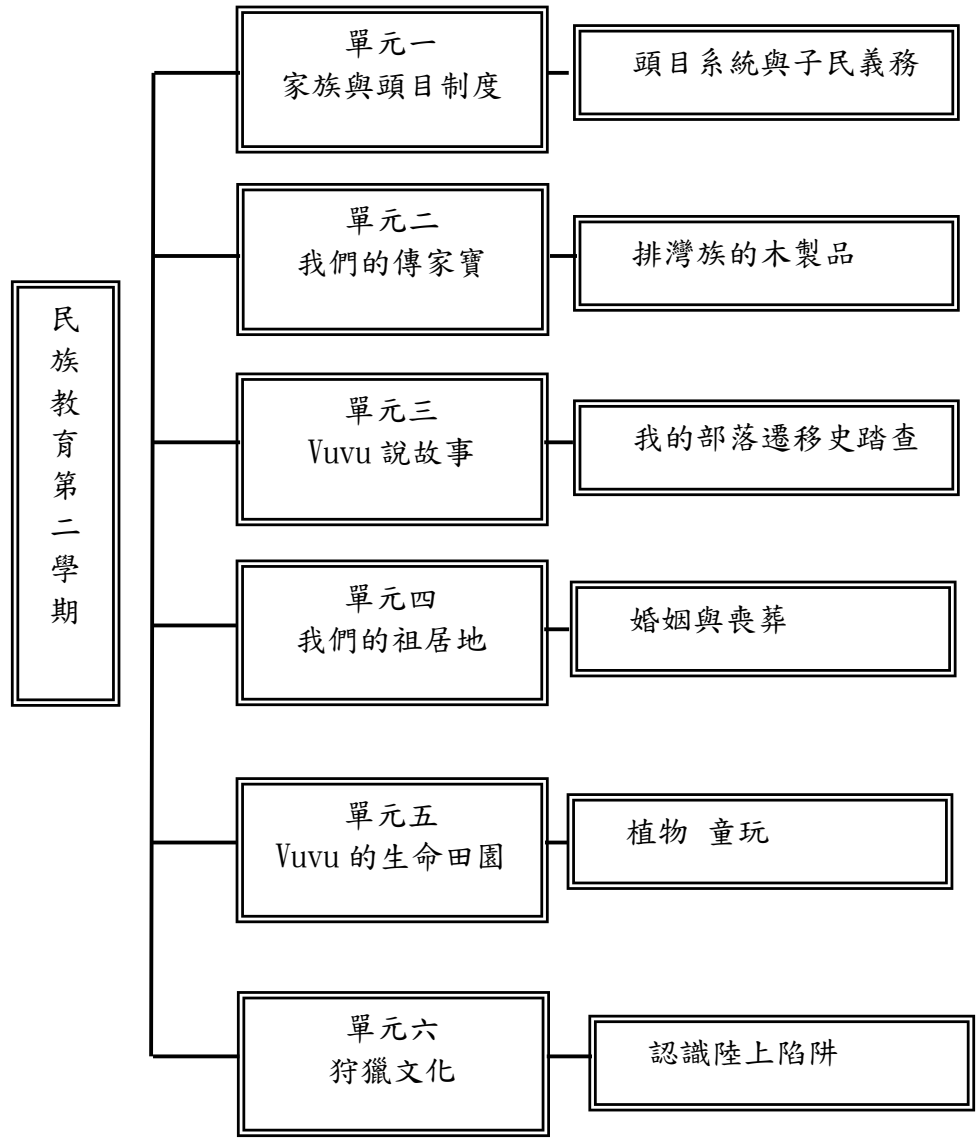 民族教育第二學期
單元一
家族與頭目制度
頭目系統與子民義務
單元二
我們的傳家寶
排灣族的木製品
單元三
Vuvu 說故事
我的部落遷移史踏查
單元四
我們的祖居地
婚姻與喪葬
單元五
Vuvu 的生命田園
植物 童玩
單元六
狩獵文化
認識陸上陷阱